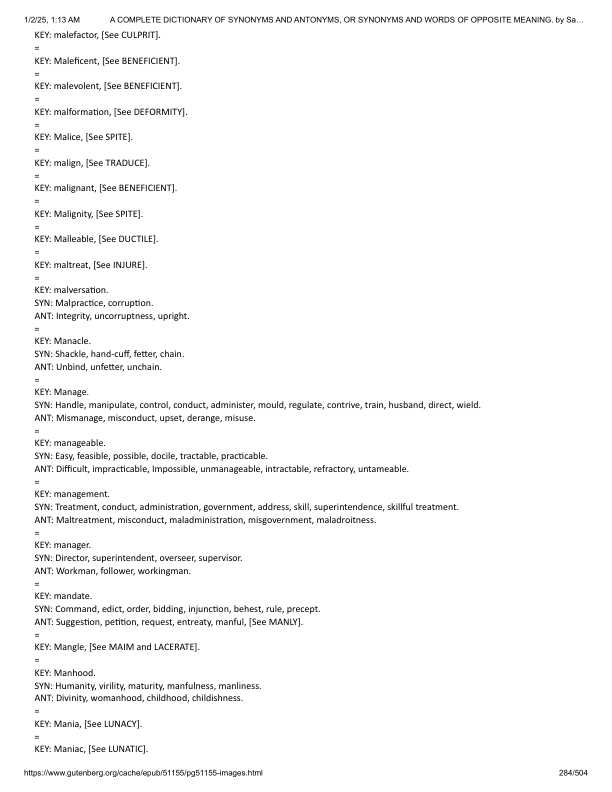 1/2/25, 1:13 AM A COMPLETE DICTIONARY OF SYNONYMS AND ANTONYMS, OR SYNONYMS AND WORDS OF OPPOSITE MEANING. by Sa…
KEY: malefactor, [See CULPRIT].
=
KEY: Maleficent, [See BENEFICIENT].
=
KEY: malevolent, [See BENEFICIENT].
=
KEY: malformation, [See DEFORMITY].
=
KEY: Malice, [See SPITE].
=
KEY: malign, [See TRADUCE].
=
KEY: malignant, [See BENEFICIENT].
=
KEY: Malignity, [See SPITE].
=
KEY: Malleable, [See DUCTILE].
=
KEY: maltreat, [See INJURE].
=
KEY: malversation.
SYN: Malpractice, corruption.
ANT: Integrity, uncorruptness, upright.
=
KEY: Manacle.
SYN: Shackle, hand-cuff, fetter, chain.
ANT: Unbind, unfetter, unchain.
=
KEY: Manage.
SYN: Handle, manipulate, control, conduct, administer, mould, regulate, contrive, train, husband, direct, wield.
ANT: Mismanage, misconduct, upset, derange, misuse.
=
KEY: manageable.
SYN: Easy, feasible, possible, docile, tractable, practicable.
ANT: Difficult, impracticable, Impossible, unmanageable, intractable, refractory, untameable.
=
KEY: management.
SYN: Treatment, conduct, administration, government, address, skill, superintendence, skillful treatment.
ANT: Maltreatment, misconduct, maladministration, misgovernment, maladroitness.
=
KEY: manager.
SYN: Director, superintendent, overseer, supervisor.
ANT: Workman, follower, workingman.
=
KEY: mandate.
SYN: Command, edict, order, bidding, injunction, behest, rule, precept.
ANT: Suggestion, petition, request, entreaty, manful, [See MANLY].
=
KEY: Mangle, [See MAIM and LACERATE].
=
KEY: Manhood.
SYN: Humanity, virility, maturity, manfulness, manliness.
ANT: Divinity, womanhood, childhood, childishness.
=
KEY: Mania, [See LUNACY].
=
KEY: Maniac, [See LUNATIC].
https://www.gutenberg.org/cache/epub/51155/pg51155-images.html 284/504